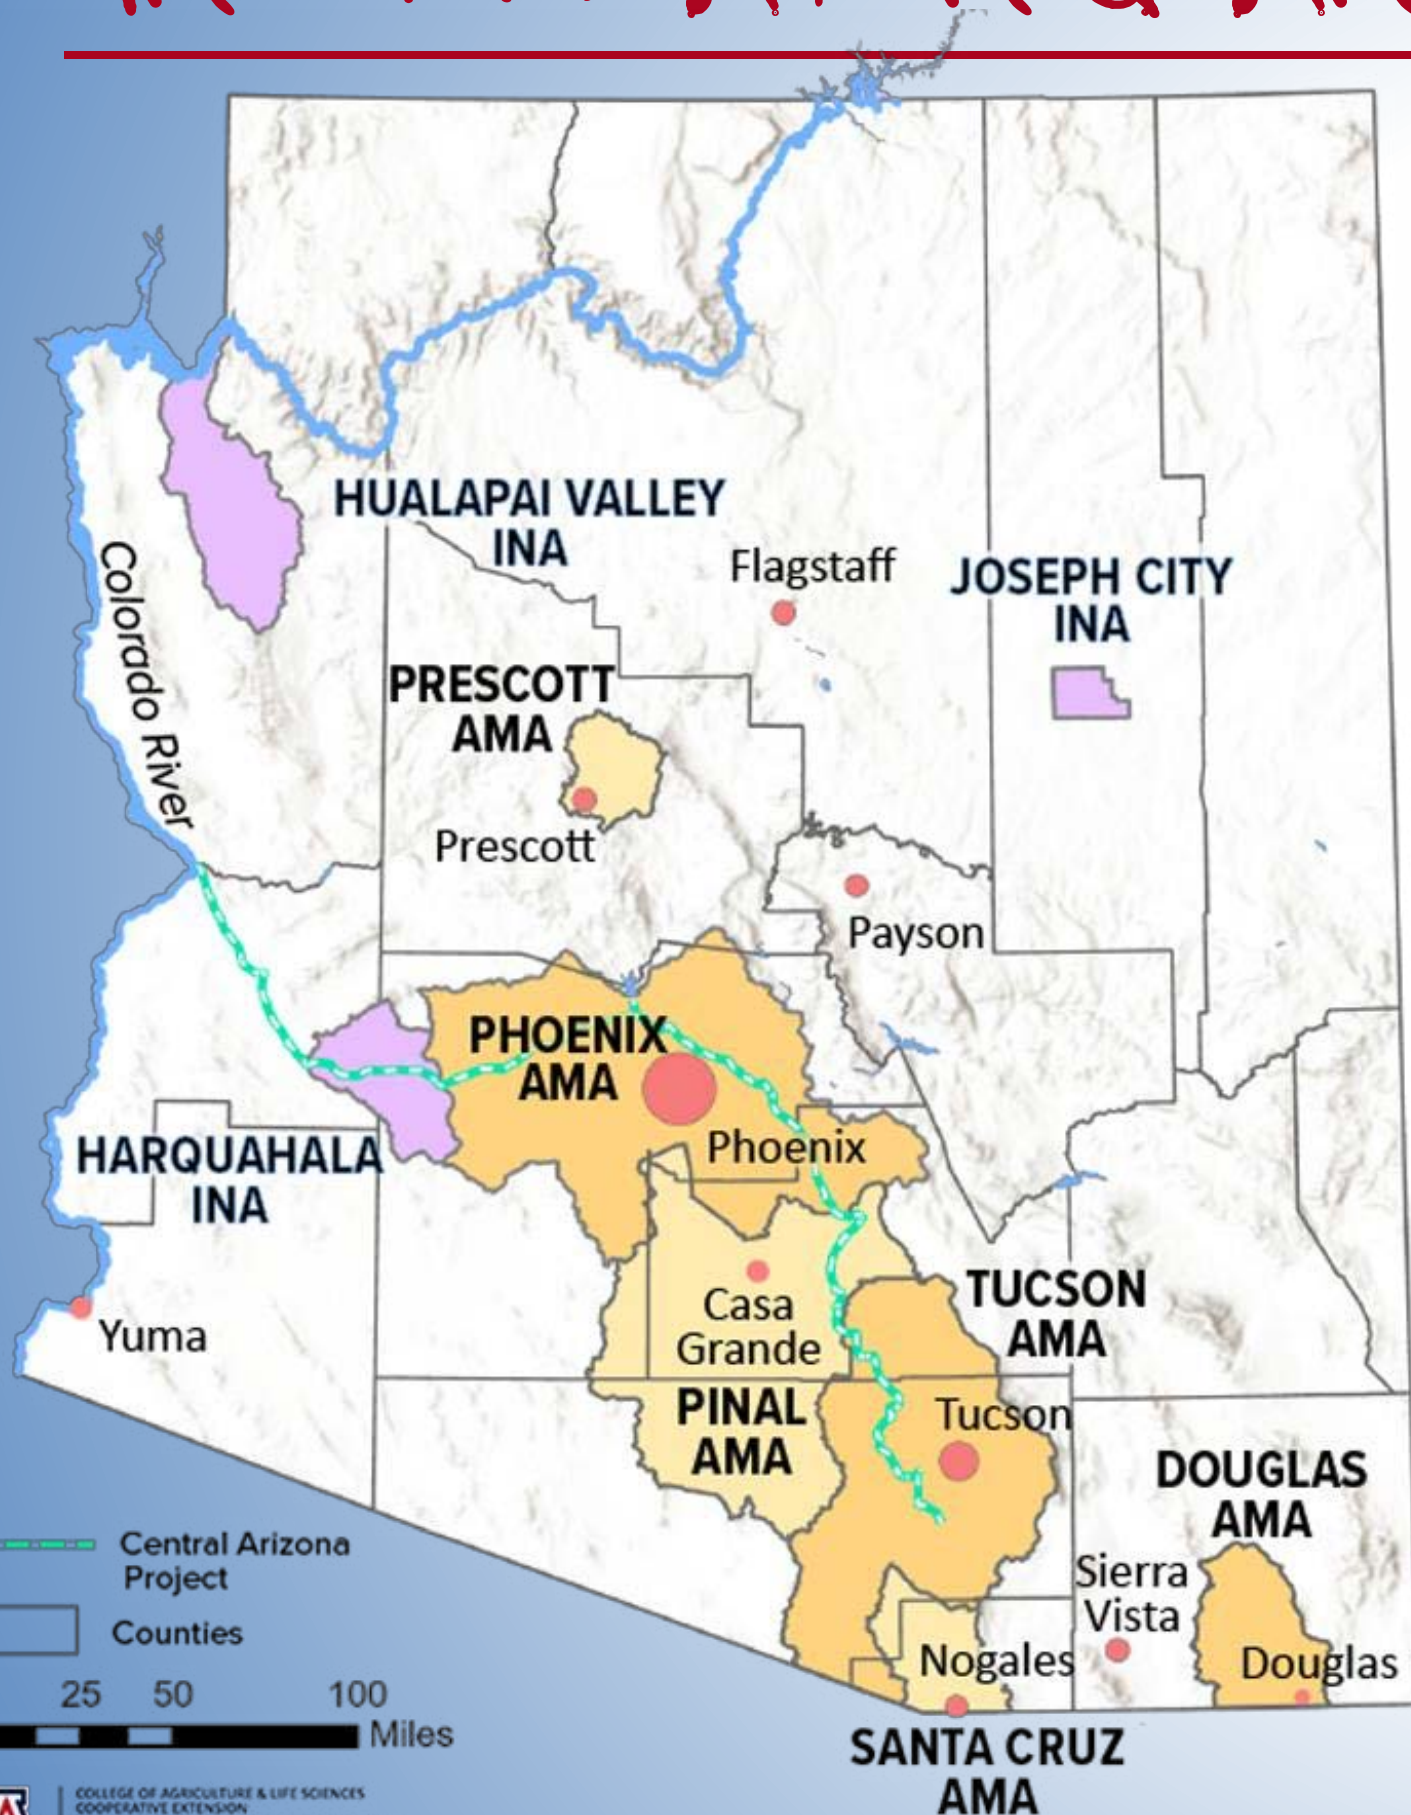 HUALAPAI VALLEY
INA
Flagstaff
JOSEPH CITY
INA
Colorado River
PRESCOTT
AMA
Prescott
Payson
PHOENIX
AMA
Phoenix
HARQUAHALA
INA
Yuma
Casa
Grande
TUCSON
AMA
Tucson
PINAL
AMA
DOUGLAS
AMA
Sierra
Vista
Douglas
Nogales
SANTA CRUZ
AMA
Central Arizona
Project
Counties
25 50 100
Miles
COLLEGE OF AGRICULTURE & LIFE SCIENCES
COOPERATIVE EXTENSION